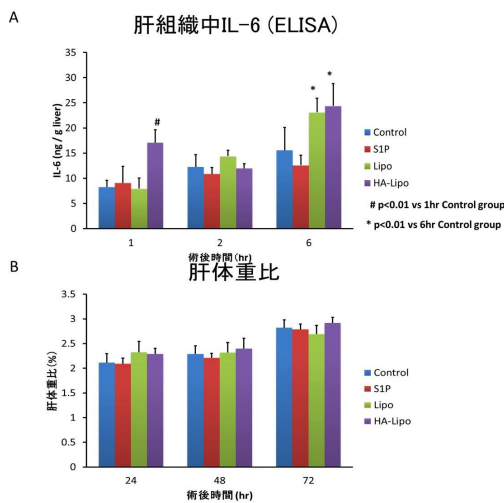 A
肝組織中IL-6 (ELISA)
IL-6 (ng / g liver)
35
30
25
20
15
10
5
0
#
*
*
1
2
6
術後時間(hr)
Control
S1P
Lipo
HA-Lipo
# p<0.01 vs 1hr Control group
* p<0.01 vs 6hr Control group
B
肝体重比
肝体重比(%)
3.5
3
2.5
2
1.5
1
0.5
0
24
48
72
術後時間 (hr)
Control
S1P
Lipo
HA-Lipo